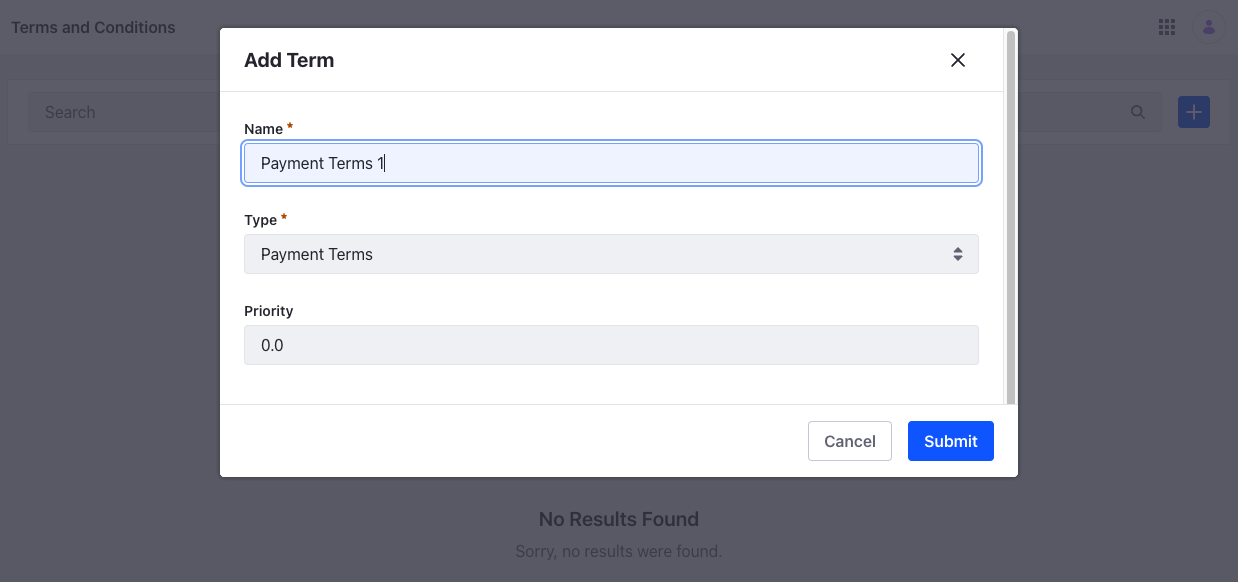 Terms and Conditions
Search
Add Term
Name *
Payment Terms 1
Type *
Payment Terms
Priority
0.0
Cancel
Submit
No Results Found
Sorry, no results were found.